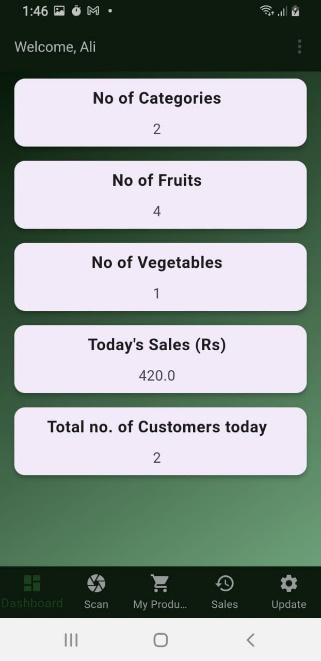 1:46
Welcome, Ali
No of Categories
2
No of Fruits
4
No of Vegetables
1
Today's Sales (Rs)
420.0
Total no. of Customers today
2
Dashboard Scan My Produ... Sales Update